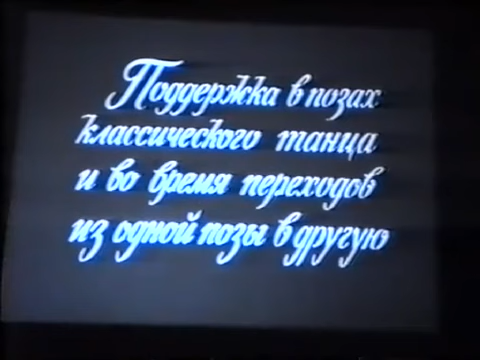 Поддержка в позах
классического танца
и во время переходов
из одной позы в другую